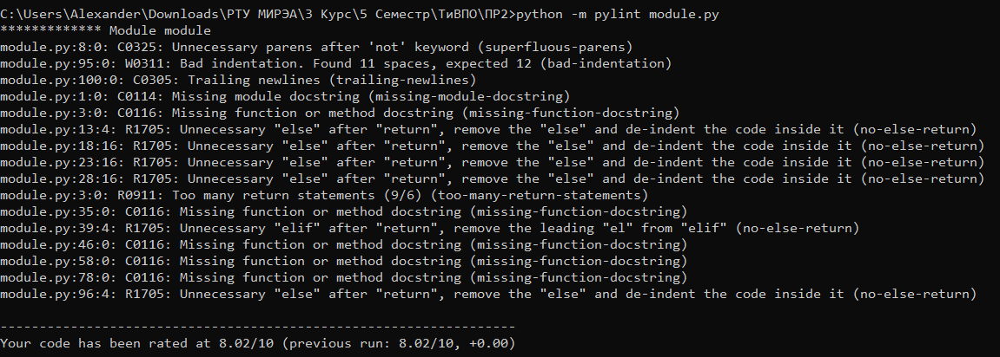 C:\Users\Alexander\Downloads\РТУ МИРЭА\3 Курс\5 Семестр\ТиВПО\ПР2>python -m pylint module.py
************* Module module
module.py:8:0: C0325: Unnecessary parens after 'not' keyword (superfluous-parens)
module.py:95:0: W0311: Bad indentation. Found 11 spaces, expected 12 (bad-indentation)
module.py:100:0: C0305: Trailing newlines (trailing-newlines)
module.py:1:0: C0114: Missing module docstring (missing-module-docstring)
module.py:3:0: C0116: Missing function or method docstring (missing-function-docstring)
module.py:13:4: R1705: Unnecessary "else" after "return", remove the "else" and de-indent the code inside it (no-else-return)
module.py:18:16: R1705: Unnecessary "else" after "return", remove the "else" and de-indent the code inside it (no-else-return)
module.py:23:16: R1705: Unnecessary "else" after "return", remove the "else" and de-indent the code inside it (no-else-return)
module.py:28:16: R1705: Unnecessary "else" after "return", remove the "else" and de-indent the code inside it (no-else-return)
module.py:3:0: R0911: Too many return statements (9/6) (too-many-return-statements)
module.py:35:0: C0116: Missing function or method docstring (missing-function-docstring)
module.py:39:4: R1705: Unnecessary "elif" after "return", remove the leading "el" from "elif" (no-else-return)
module.py:46:0: C0116: Missing function or method docstring (missing-function-docstring)
module.py:58:0: C0116: Missing function or method docstring (missing-function-docstring)
module.py:78:0: C0116: Missing function or method docstring (missing-function-docstring)
module.py:96:4: R1705: Unnecessary "else" after "return", remove the "else" and de-indent the code inside it (no-else-return)
------------------------------------------------------------------
Your code has been rated at 8.02/10 (previous run: 8.02/10, +0.00)